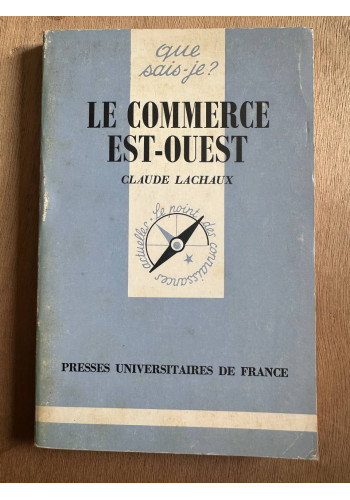 que
sais-je?
LE COMMERCE
EST-OUEST
CLAUDE LACHAUX
Le point des connaissances actuelles
PRESSES UNIVERSITAIRES DE FRANCE